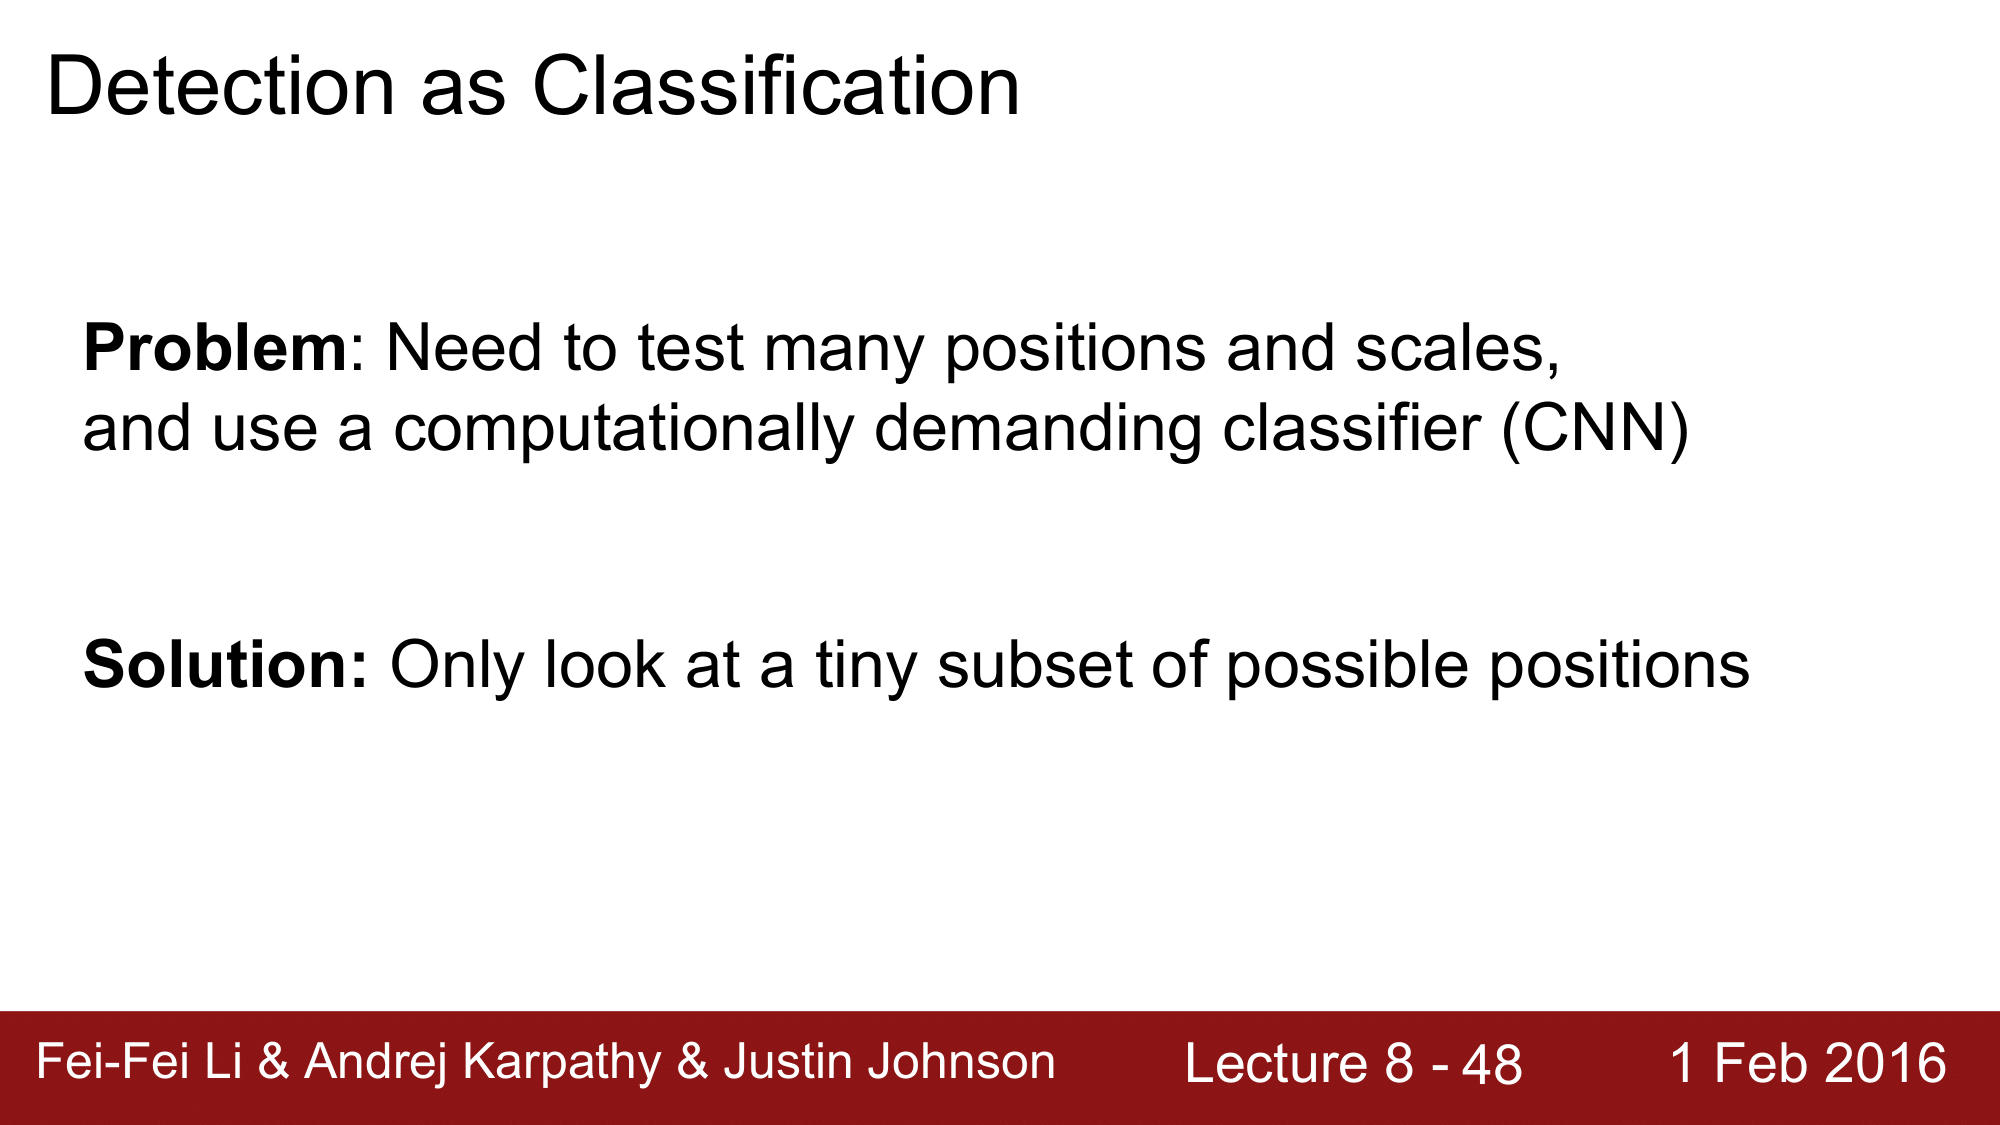 Detection as Classification
Problem: Need to test many positions and scales,
and use a computationally demanding classifier (CNN)
Solution: Only look at a tiny subset of possible positions
Fei-Fei Li & Andrej Karpathy & Justin Johnson Lecture 8 - 48 1 Feb 2016